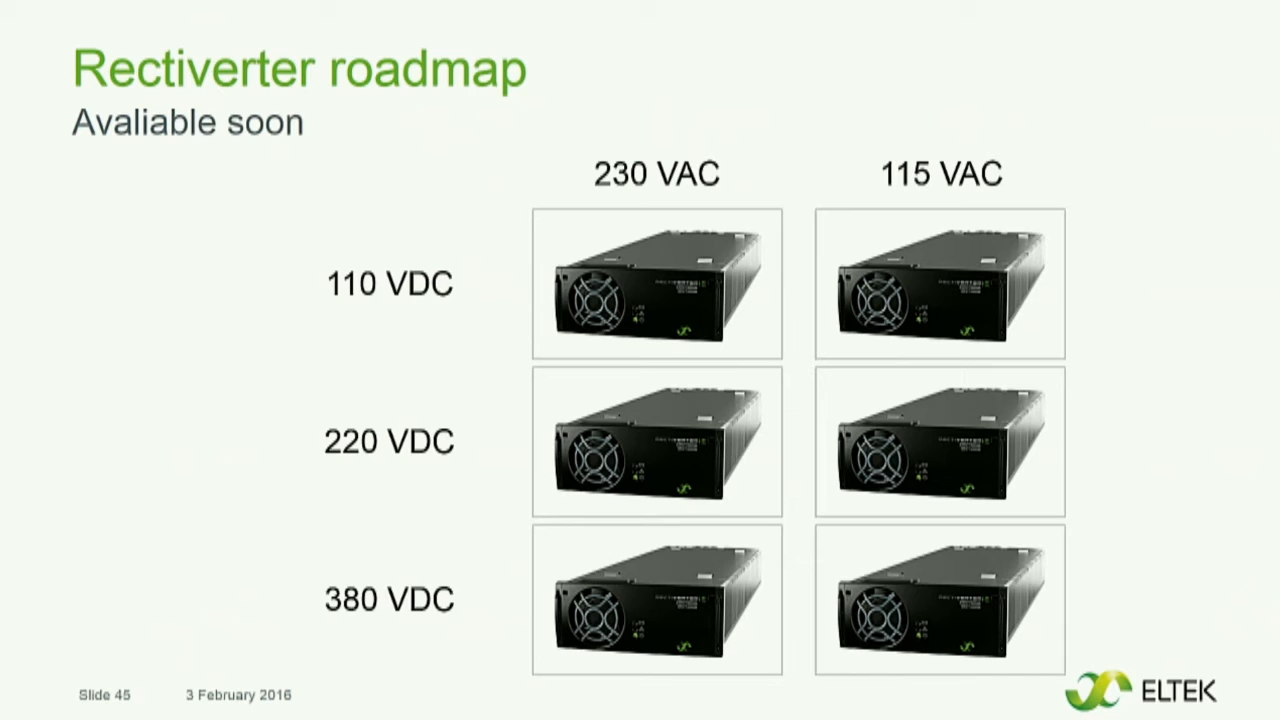 Rectiverter roadmap
Avaliable soon
230 VAC
115 VAC
110 VDC
220 VDC
380 VDC
Slide 45
3 February 2016
ELTEK